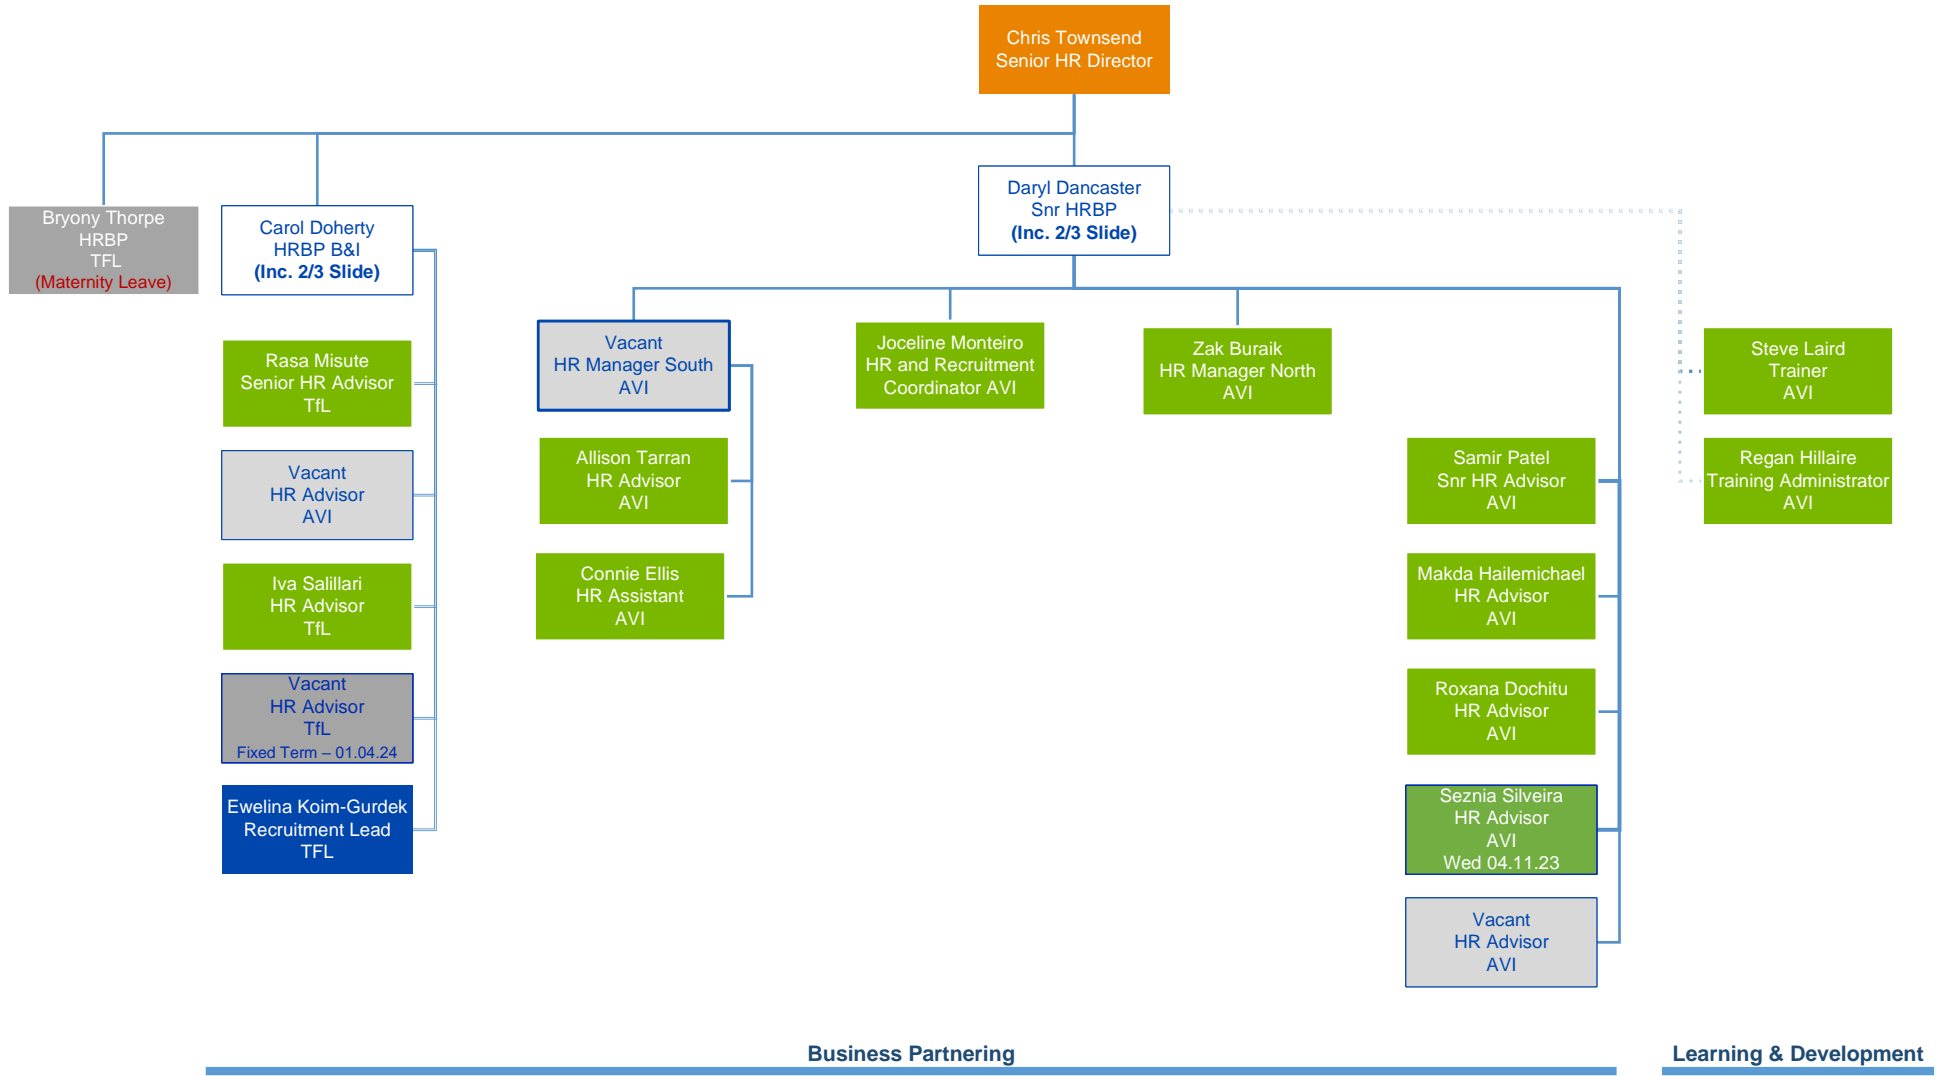 Chris Townsend
Senior HR Director
Daryl Dancaster
Snr HRBP
(Inc. 2/3 Slide)
Bryony Thorpe
HRBP
TFL
(Maternity Leave)
Carol Doherty
HRBP B&I
(Inc. 2/3 Slide)
Rasa Misute
Senior HR Advisor
TfL
Vacant
HR Advisor
AVI
Iva Salillari
HR Advisor
TfL
Vacant
HR Advisor
TfL
Fixed Term – 01.04.24
Ewelina Koim-Gurdek
Recruitment Lead
TFL
Vacant
HR Manager South
AVI
Allison Tarran
HR Advisor
AVI
Connie Ellis
HR Assistant
AVI
Joceline Monteiro
HR and Recruitment
Coordinator AVI
Zak Buraik
HR Manager North
AVI
Samir Patel
Snr HR Advisor
AVI
Makda Hailemichael
HR Advisor
AVI
Roxana Dochitu
HR Advisor
AVI
Seznia Silveira
HR Advisor
AVI
Wed 04.11.23
Vacant
HR Advisor
AVI
Steve Laird
Trainer
AVI
Regan Hillaire
Training Administrator
AVI
Business Partnering
Learning & Development